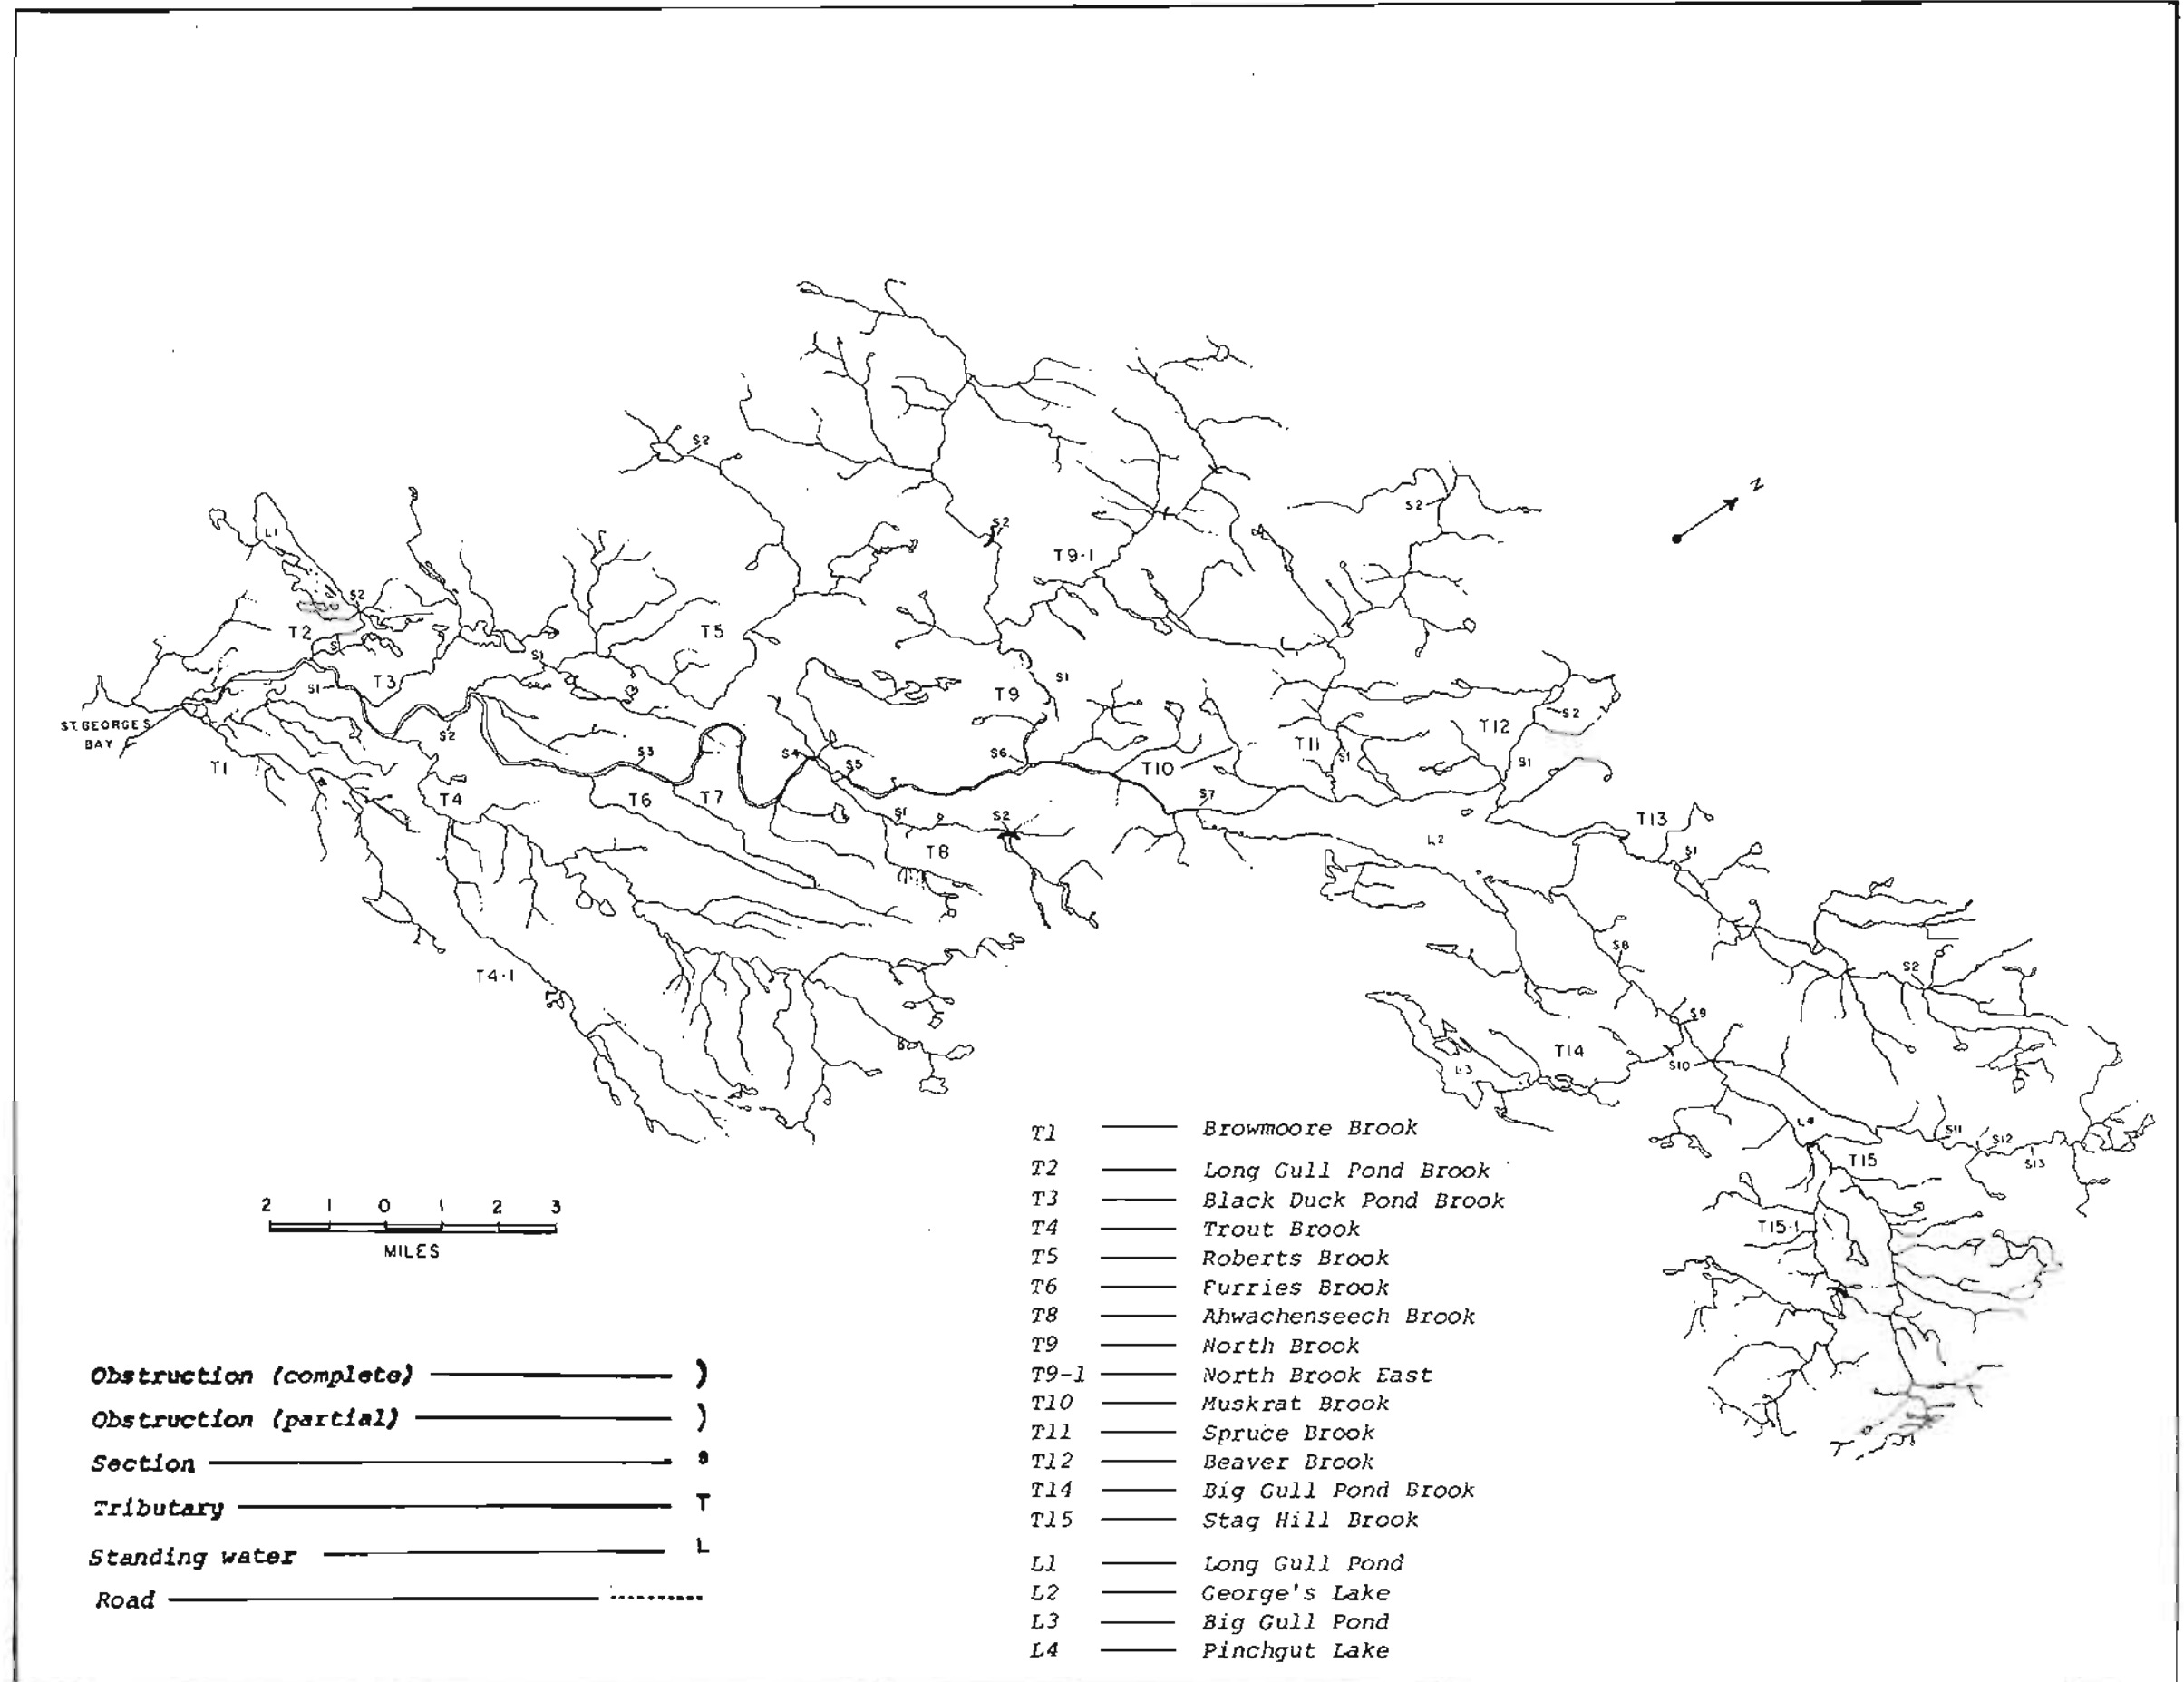 S2
N
S2
S2
L1
T9-1
S2
T2
T5
S1
S1
S1
T3
S1
T9
ST. GEORGES
BAY
S2
S2
T12
T11
S1
S3
S4
S5
S6
T10
S1
T1
T4
T6
T7
S7
S1
S2
T13
L2
T8
S1
S8
S2
T4-1
S9
T14
S10
L3
L4
S11
S12
S13
T15
T15-1
2 1 0 1 2 3
MILES
Obstruction (complete) )
Obstruction (partial) )
Section s
Tributary T
Standing water L
Road
T1 Browmoore Brook
T2 Long Gull Pond Brook
T3 Black Duck Pond Brook
T4 Trout Brook
T5 Roberts Brook
T6 Furries Brook
T8 Ahwachenseech Brook
T9 North Brook
T9-1 North Brook East
T10 Muskrat Brook
T11 Spruce Brook
T12 Beaver Brook
T14 Big Gull Pond Brook
T15 Stag Hill Brook
L1 Long Gull Pond
L2 George's Lake
L3 Big Gull Pond
L4 Pinchgut Lake